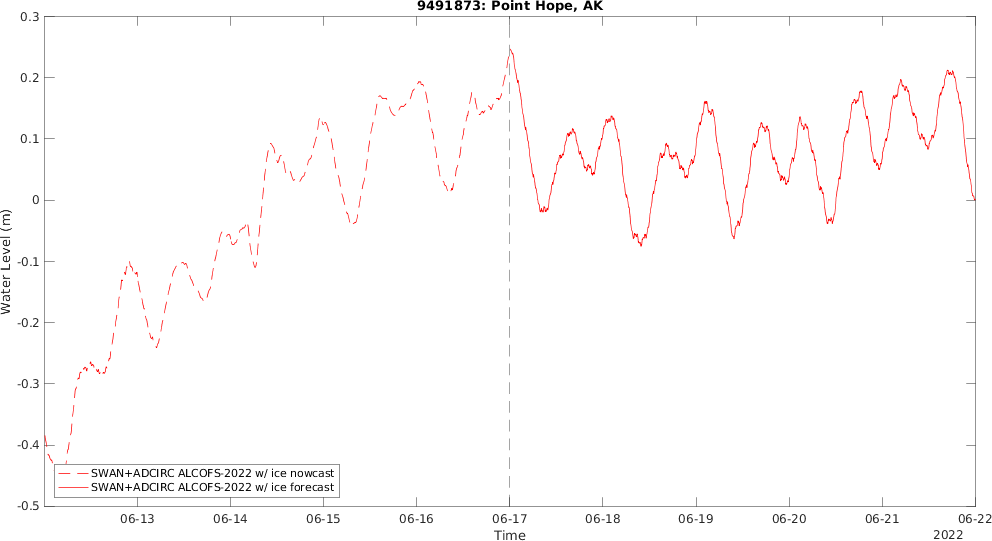 9491873: Point Hope, AK
0.3
0.2
0.1
0
-0.1
-0.2
-0.3
-0.4
-0.5
Water Level (m)
SWAN+ADCIRC ALCOFS-2022 w/ ice nowcast
SWAN+ADCIRC ALCOFS-2022 w/ ice forecast
06-13 06-14 06-15 06-16 06-17 06-18 06-19 06-20 06-21 06-22
Time
2022